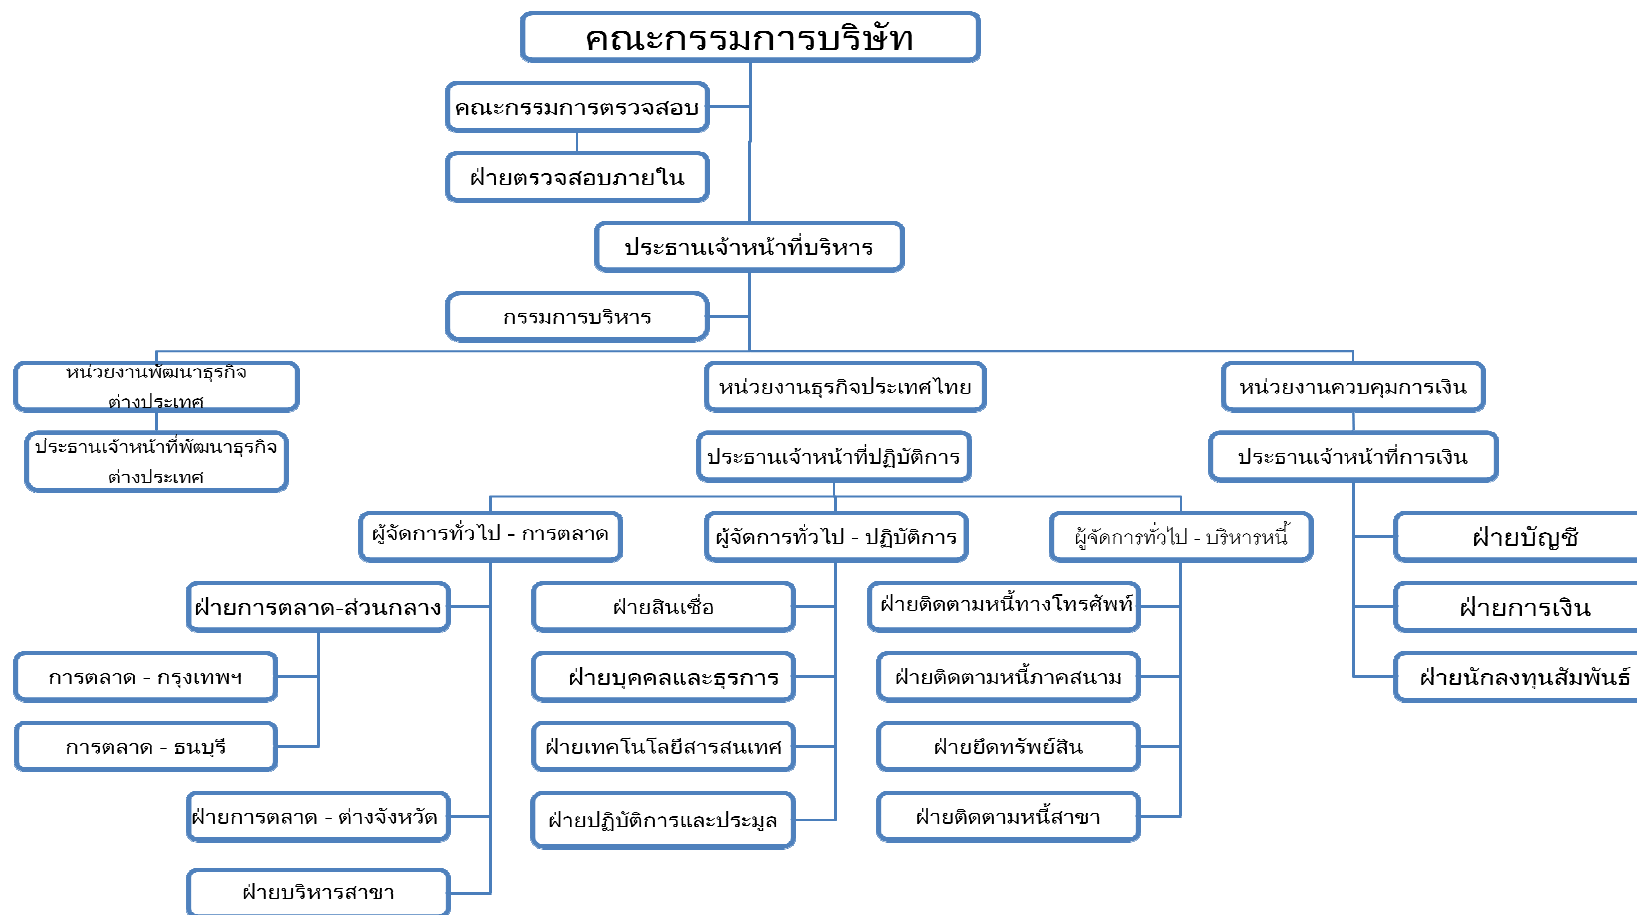 คณะกรรมการบริษัท
คณะกรรมการตรวจสอบ
ฝ่ายตรวจสอบภายใน
ประธานเจ้าหน้าที่บริหาร
กรรมการบริหาร
หน่วยงานพัฒนาธุรกิจ
ต่างประเทศ
หน่วยงานธุรกิจประเทศไทย
หน่วยงานควบคุมการเงิน
ประธานเจ้าหน้าที่พัฒนาธุรกิจ
ต่างประเทศ
ประธานเจ้าหน้าที่ปฏิบัติการ
ประธานเจ้าหน้าที่การเงิน
ผู้จัดการทั่วไป - การตลาด
ผู้จัดการทั่วไป - ปฏิบัติการ
ผู้จัดการทั่วไป - บริหารหนี้
ฝ่ายบัญชี
ฝ่ายการตลาด-ส่วนกลาง
ฝ่ายสินเชื่อ
ฝ่ายติดตามหนี้ทางโทรศัพท์
ฝ่ายการเงิน
การตลาด - กรุงเทพฯ
ฝ่ายบุคคลและธุรการ
ฝ่ายติดตามหนี้ภาคสนาม
ฝ่ายนักลงทุนสัมพันธ์
การตลาด - ธนบุรี
ฝ่ายเทคโนโลยีสารสนเทศ
ฝ่ายยึดทรัพย์สิน
ฝ่ายการตลาด - ต่างจังหวัด
ฝ่ายปฏิบัติการและประมูล
ฝ่ายติดตามหนี้สาขา
ฝ่ายบริหารสาขา